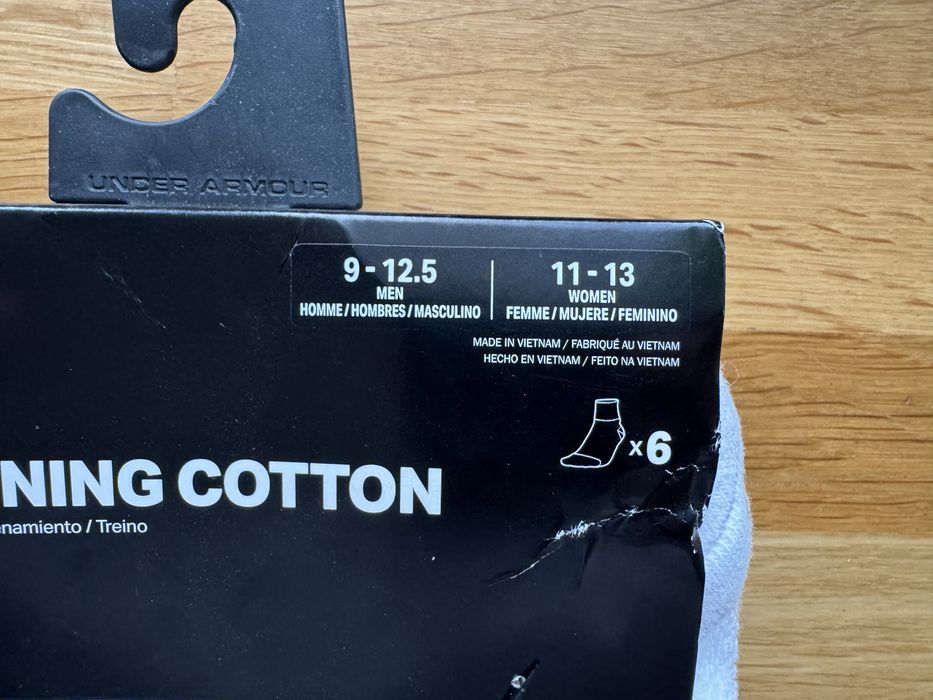 UNDER ARMOUR
9 - 12.5
MEN
HOMME / HOMBRES / MASCULINO
11 - 13
WOMEN
FEMME / MUJERE / FEMININO
MADE IN VIETNAM / FABRIQUÉ AU VIETNAM
HECHO EN VIETNAM / FEITO NA VIETNAM
x6
NING COTTON
enamiento / Treino